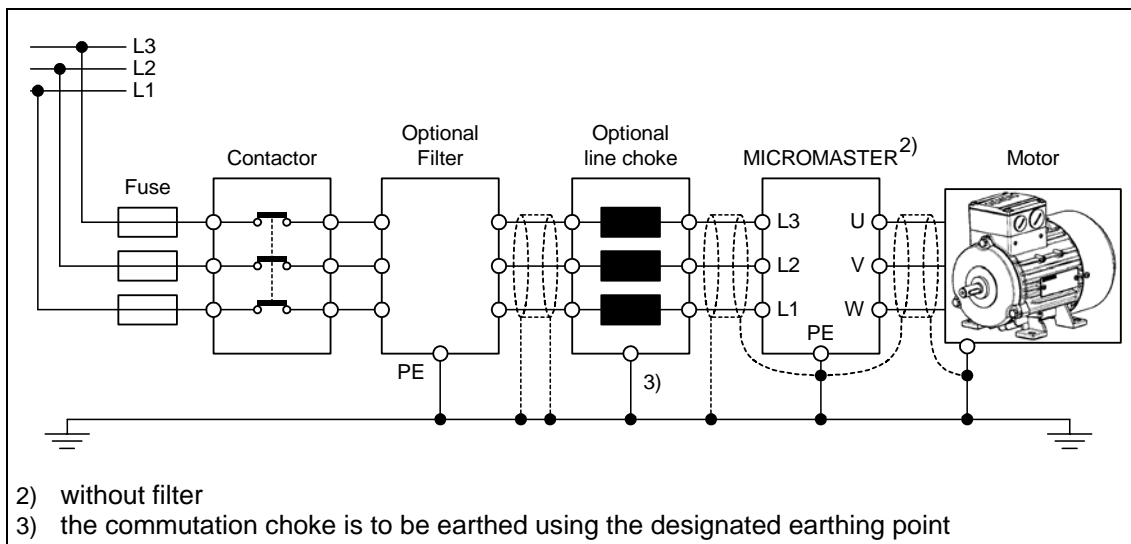 L3
L2
L1
Optional
Filter
Optional
line choke
Contactor
MICROMASTER2)
Motor
Fuse
L3
U
L2
V
L1
W
PE
PE
3)
2) without filter
3) the commutation choke is to be earthed using the designated earthing point